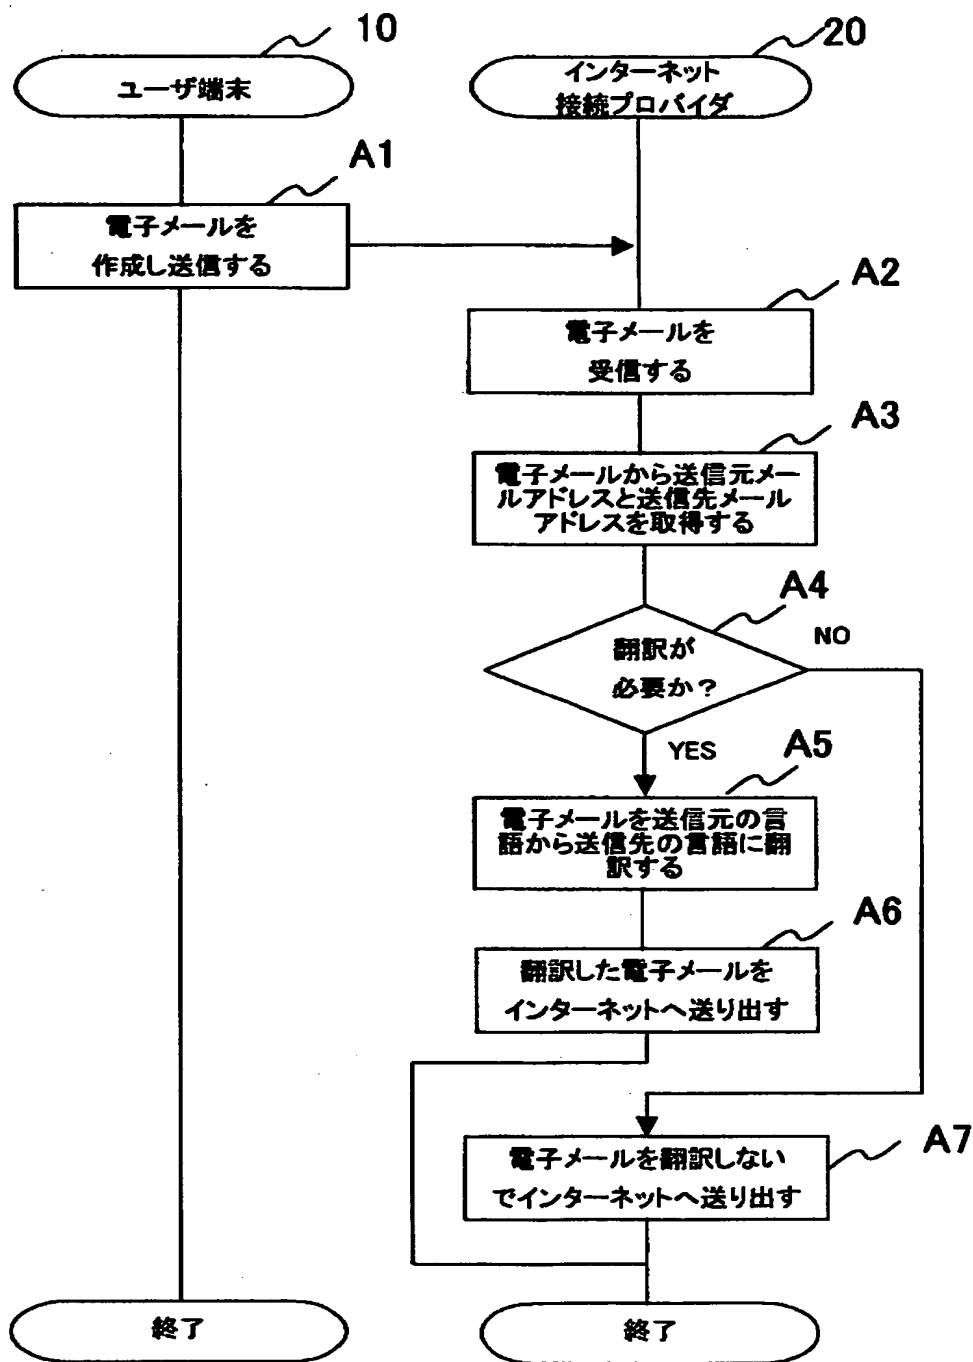 10
ユーザ端末
20
インターネット
接続プロバイダ
A1
電子メールを
作成し送信する
A2
電子メールを
受信する
A3
電子メールから送信元メー
ルアドレスと送信先メール
アドレスを取得する
A4
翻訳が
必要か?
NO
YES
A5
電子メールを送信元の言
語から送信先の言語に翻
訳する
A6
翻訳した電子メールを
インターネットへ送り出す
A7
電子メールを翻訳しない
でインターネットへ送り出す
終了
終了